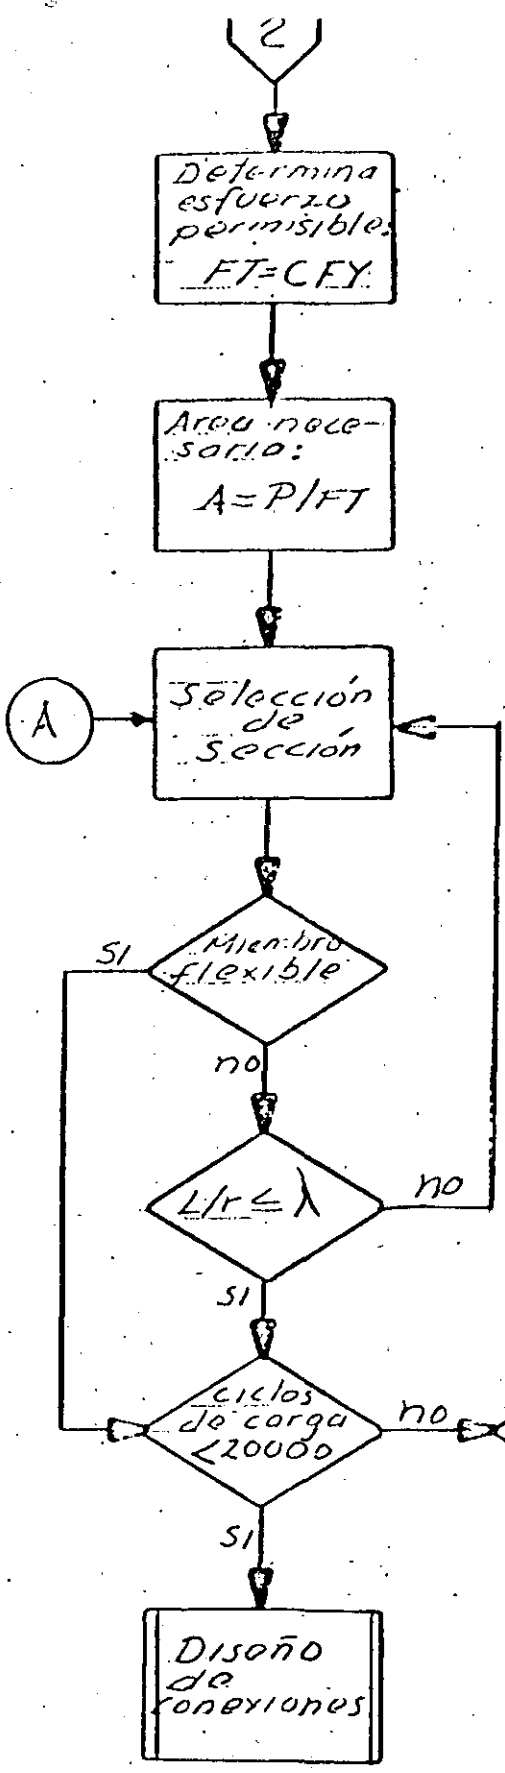 2
Determina
esfuerzo
permisible:
FT=CFY
Area nece-
saria:
A=P/FT
A
Selección
de
Sección
Miembro
flexible
SI
no
L/r ≤ λ
no
SI
ciclos
de carga
<20000
no
SI
Diseño
de
conexiones